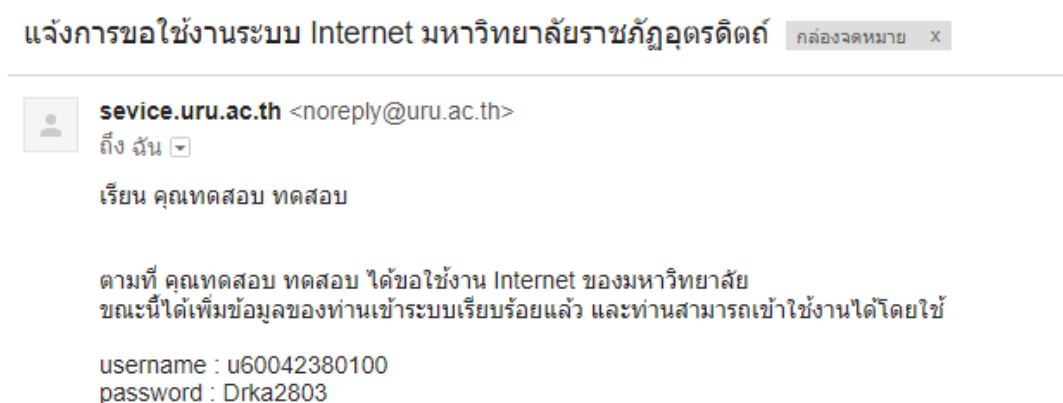 แจ้งการขอใช้งานระบบ Internet มหาวิทยาลัยราชภัฏอุตรดิตถ์ กล่องจดหมาย x
sevice.uru.ac.th <noreply@uru.ac.th>
ถึง ฉัน
เรียน คุณทดสอบ ทดสอบ
ตามที่ คุณทดสอบ ทดสอบ ได้ขอใช้งาน Internet ของมหาวิทยาลัย
ขณะนี้ได้เพิ่มข้อมูลของท่านเข้าระบบเรียบร้อยแล้ว และท่านสามารถเข้าใช้งานได้โดยใช้
username : u60042380100
password : Drka2803